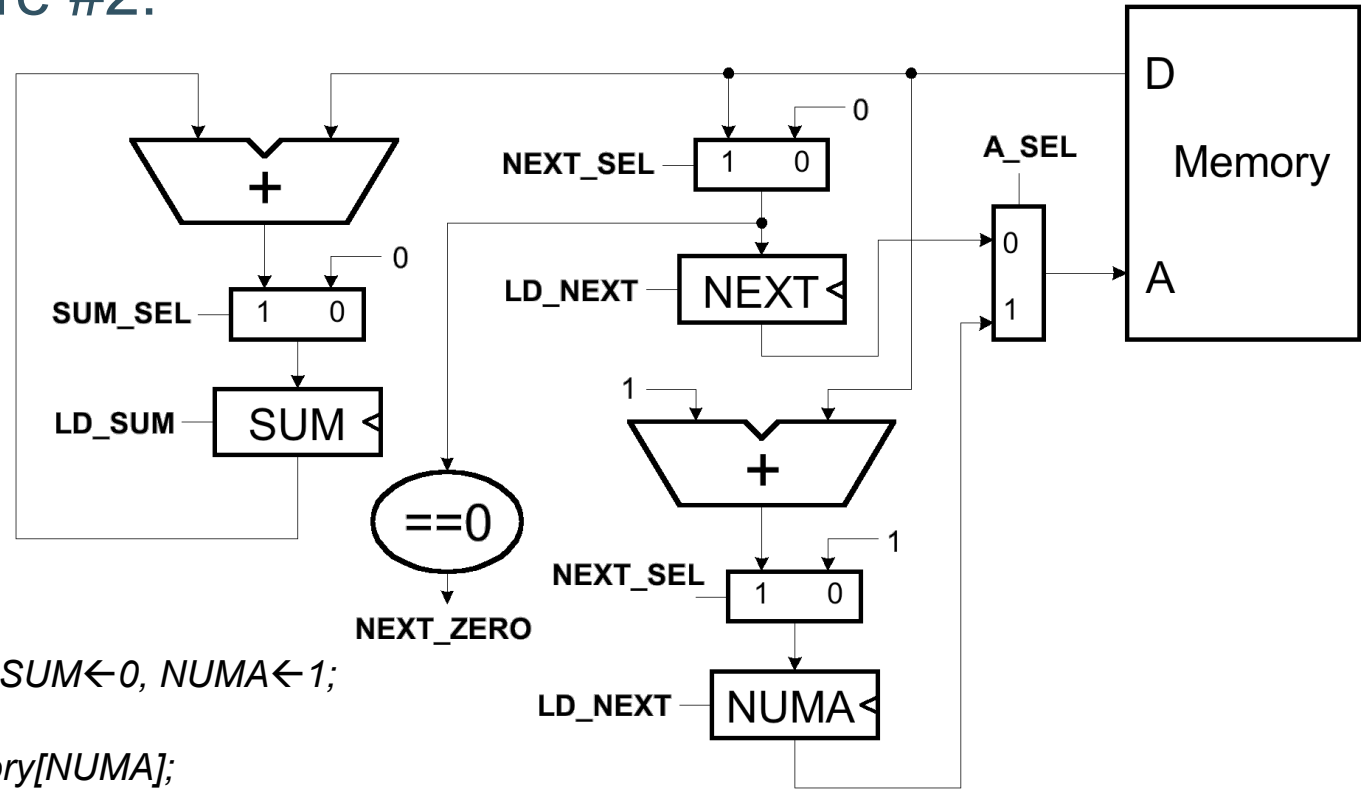 #2:
D
0
NEXT_SEL
1 0
A_SEL
Memory
+
0
0
A
LD_NEXT
NEXT
SUM_SEL
1 0
1
1
LD_SUM
SUM
+
==0
1
NEXT_SEL
1 0
NEXT_ZERO
SUM←0, NUMA←1;
LD_NEXT
NUMA
[NUMA];